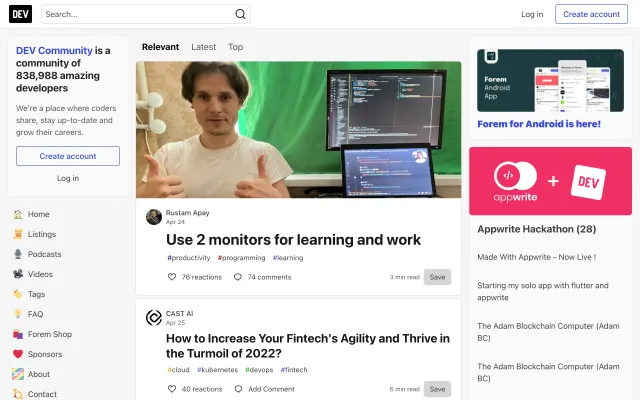 DEV
Search...
Log in
Create account
DEV Community is a
community of
838,988 amazing
developers
We're a place where coders
share, stay up-to-date and
grow their careers.
Create account
Log in
Home
Listings
Podcasts
Videos
Tags
FAQ
Forem Shop
Sponsors
About
Contact
Relevant
Latest
Top
Rustam Apay
Apr 24
Use 2 monitors for learning and work
#productivity #programming #learning
76 reactions
74 comments
3 min read
Save
CAST AI
Apr 25
How to Increase Your Fintech's Agility and Thrive in
the Turmoil of 2022?
#cloud #kubernetes #devops #fintech
40 reactions
Add Comment
6 min read
Save
Forem
Android
App
Forem for Android is here!
appwrite
+
DEV
Appwrite Hackathon (28)
Made With Appwrite - Now Live !
Starting my solo app with flutter and
appwrite
The Adam Blockchain Computer (Adam
BC)
The Adam Blockchain Computer (Adam
BC)